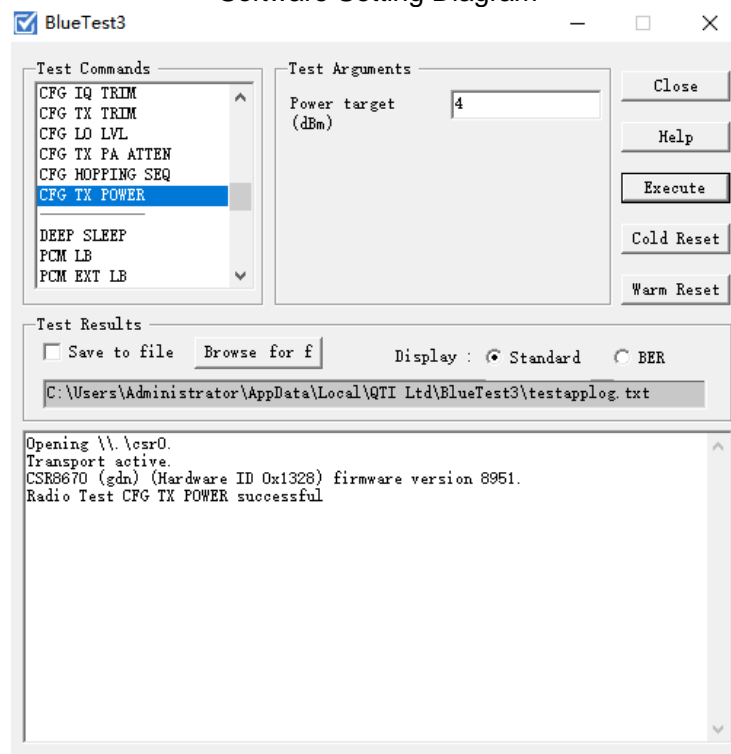 Software Setting Diagram
BlueTest3
Test Commands
CFG IQ TRIM
CFG TX TRIM
CFG LO LVL
CFG TX PA ATTEN
CFG HOPPING SEQ
CFG TX POWER
DEEP SLEEP
PCM LB
PCM EXT LB
Test Arguments
Power target
(dBm)
4
Close
Help
Execute
Cold Reset
Warm Reset
Test Results
Save to file
Browse for f
Display :
Standard
BER
C:\Users\Administrator\AppData\Local\QTI Ltd\BlueTest3\testapplog.txt
Opening \\.\csr0.
Transport active.
CSR8670 (gdn) (Hardware ID 0x1328) firmware version 8951.
Radio Test CFG TX POWER successful